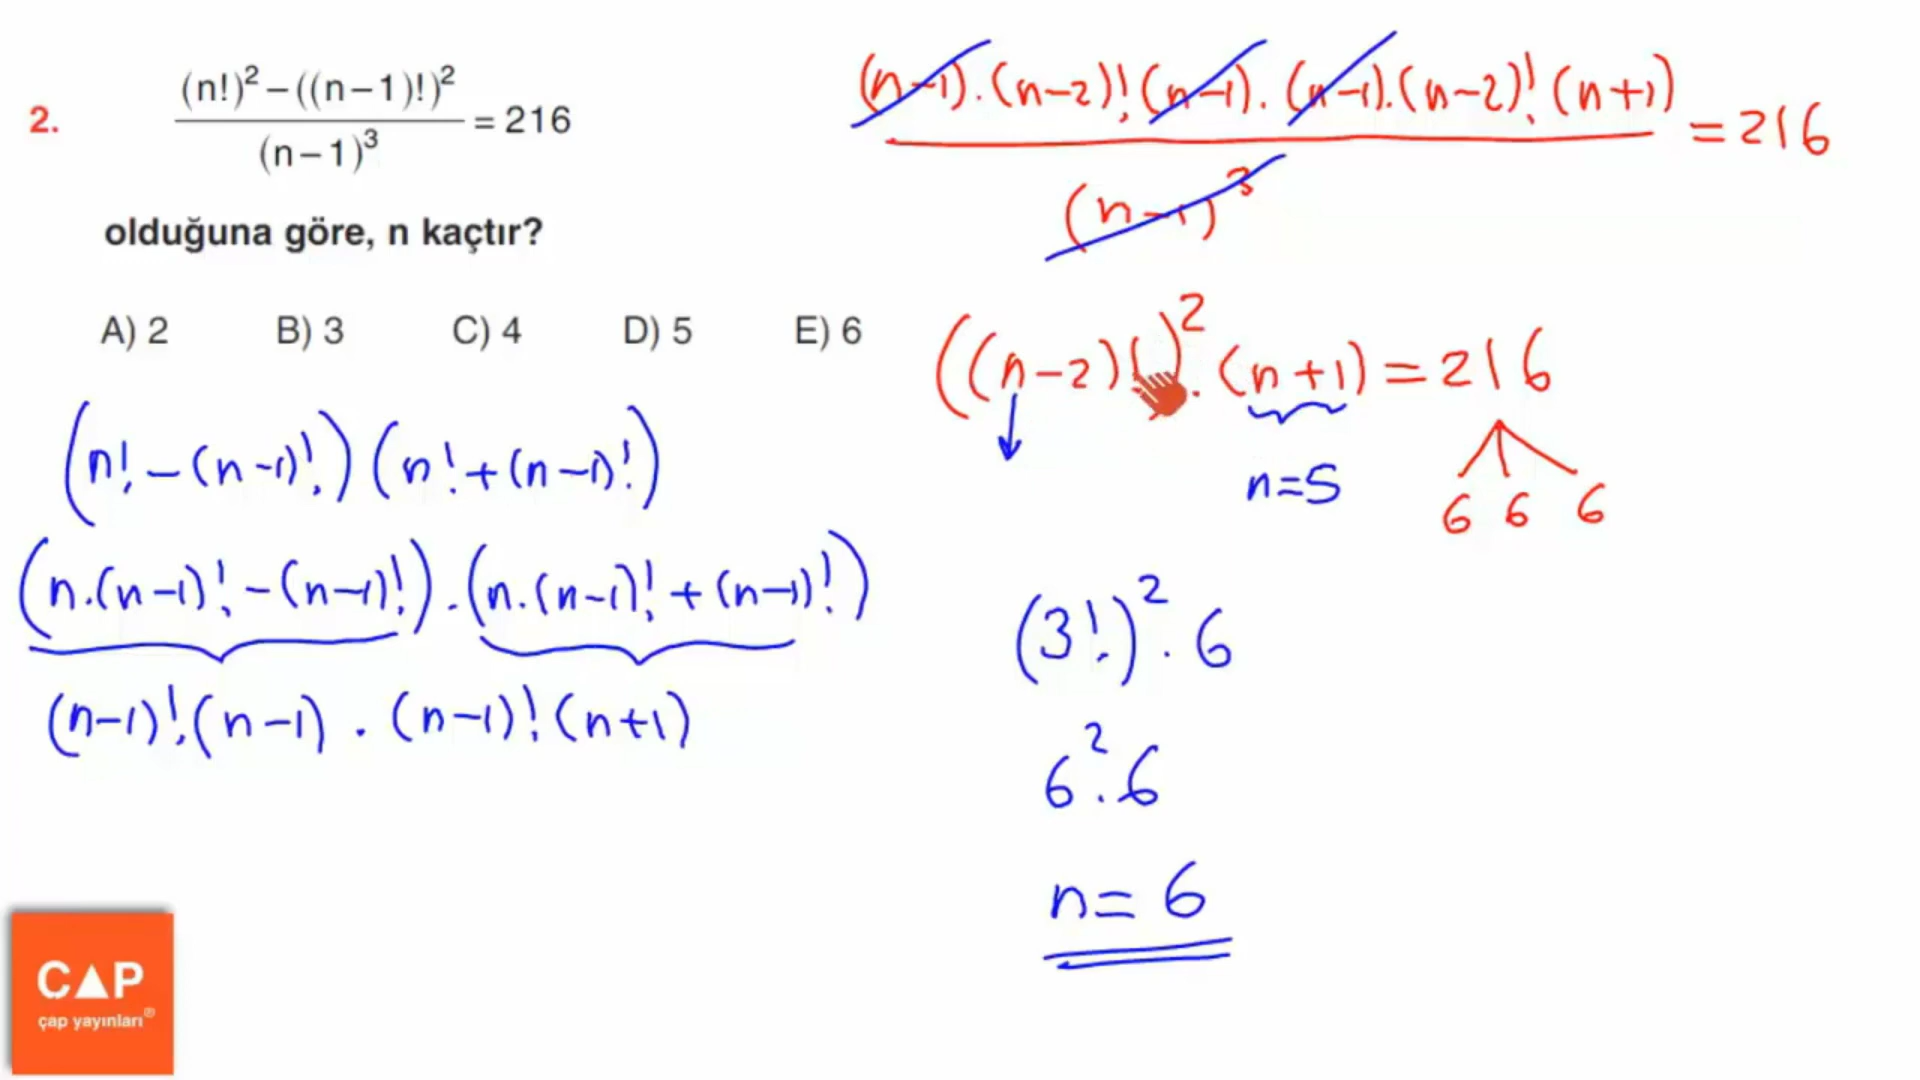 2. ((n!)² – ((n – 1)!)²) / (n – 1)³ = 216
olduğuna göre, n kaçtır?
A) 2 B) 3 C) 4 D) 5 E) 6
(n! – (n-1)!) (n! + (n-1)!)
(n.(n-1)! – (n-1)!) . (n.(n-1)! + (n-1)!)
(n-1)! (n-1) . (n-1)! (n+1)
((n-1).(n-2)! (n-1).(n-1).(n-2)! (n+1)) / (n-1)³ = 216
((n-2)!)² . (n+1) = 216
n=5
6 6 6
(3!)² . 6
6² . 6
n = 6
ÇAP
çap yayınları®